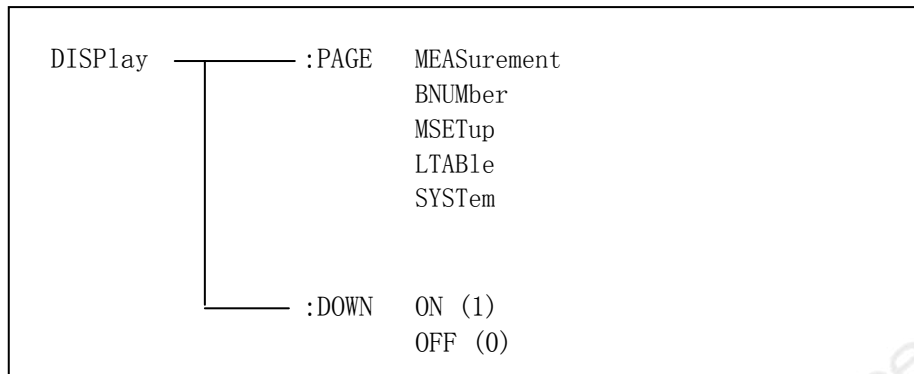 DISPlay :PAGE MEASurement
BNUMber
MSETup
LTABle
SYSTem
:DOWN ON (1)
OFF (0)